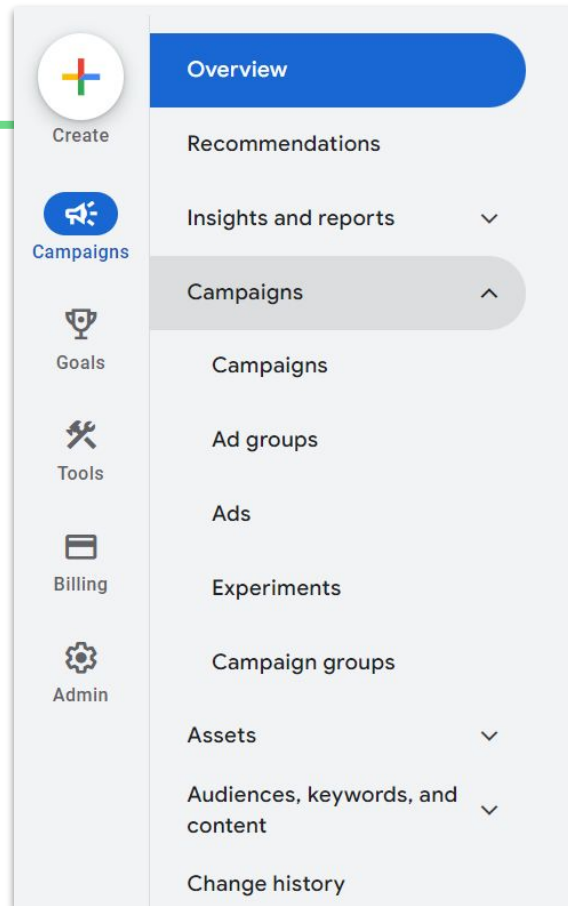 Create
Campaigns
Goals
Tools
Billing
Admin
Overview
Recommendations
Insights and reports
Campaigns
Campaigns
Ad groups
Ads
Experiments
Campaign groups
Assets
Audiences, keywords, and
content
Change history